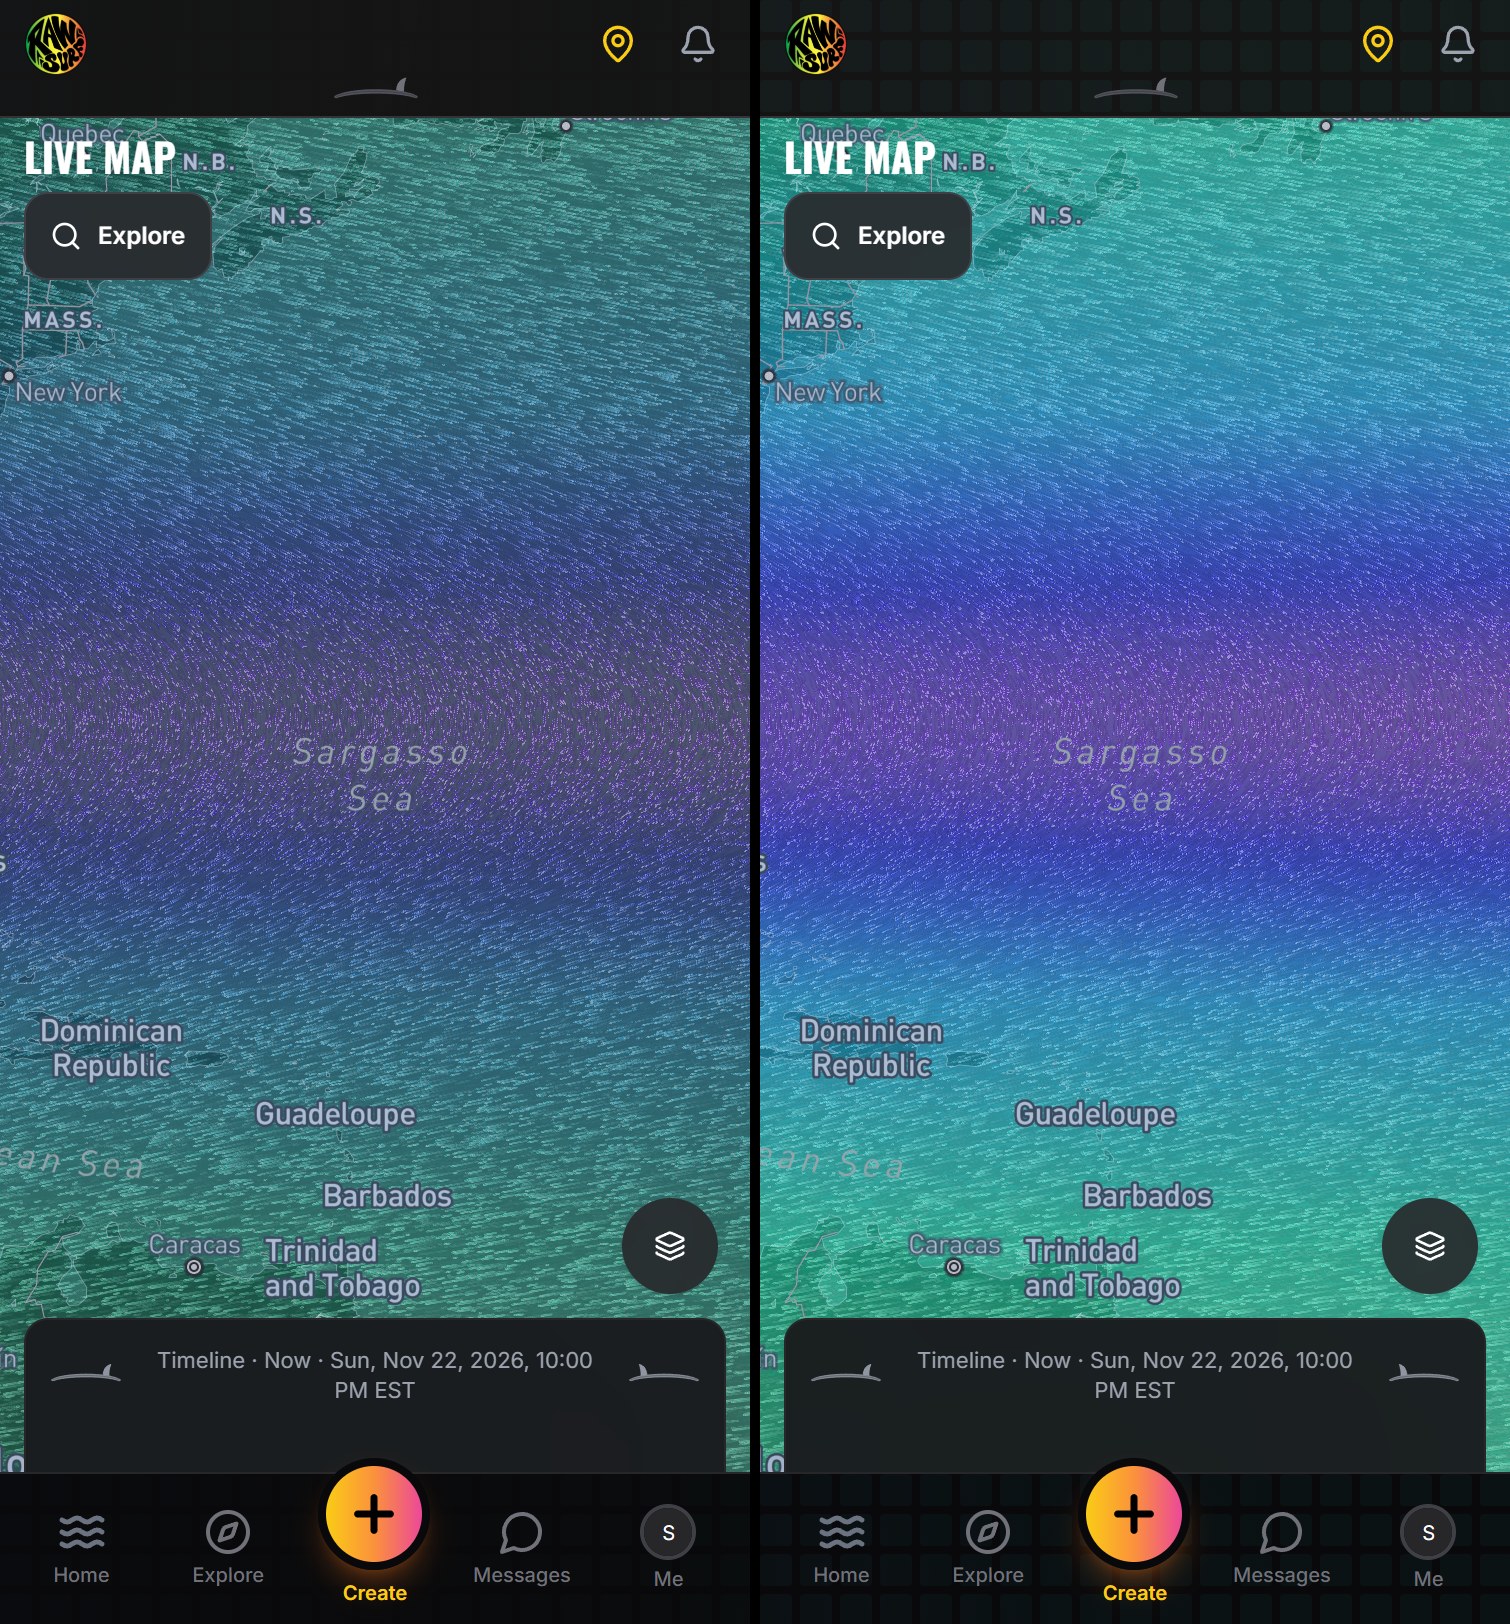 Quebec
LIVE MAP
N.B.
N.S.
Explore
MASS.
New York
Sargasso
Sea
Dominican
Republic
Guadeloupe
ean Sea
Barbados
Caracas
Trinidad
and Tobago
Timeline · Now · Sun, Nov 22, 2026, 10:00
PM EST
Home
Explore
Create
Messages
S
Me
Quebec
LIVE MAP
N.B.
N.S.
Explore
MASS.
New York
Sargasso
Sea
Dominican
Republic
Guadeloupe
ean Sea
Barbados
Caracas
Trinidad
and Tobago
Timeline · Now · Sun, Nov 22, 2026, 10:00
PM EST
Home
Explore
Create
Messages
S
Me